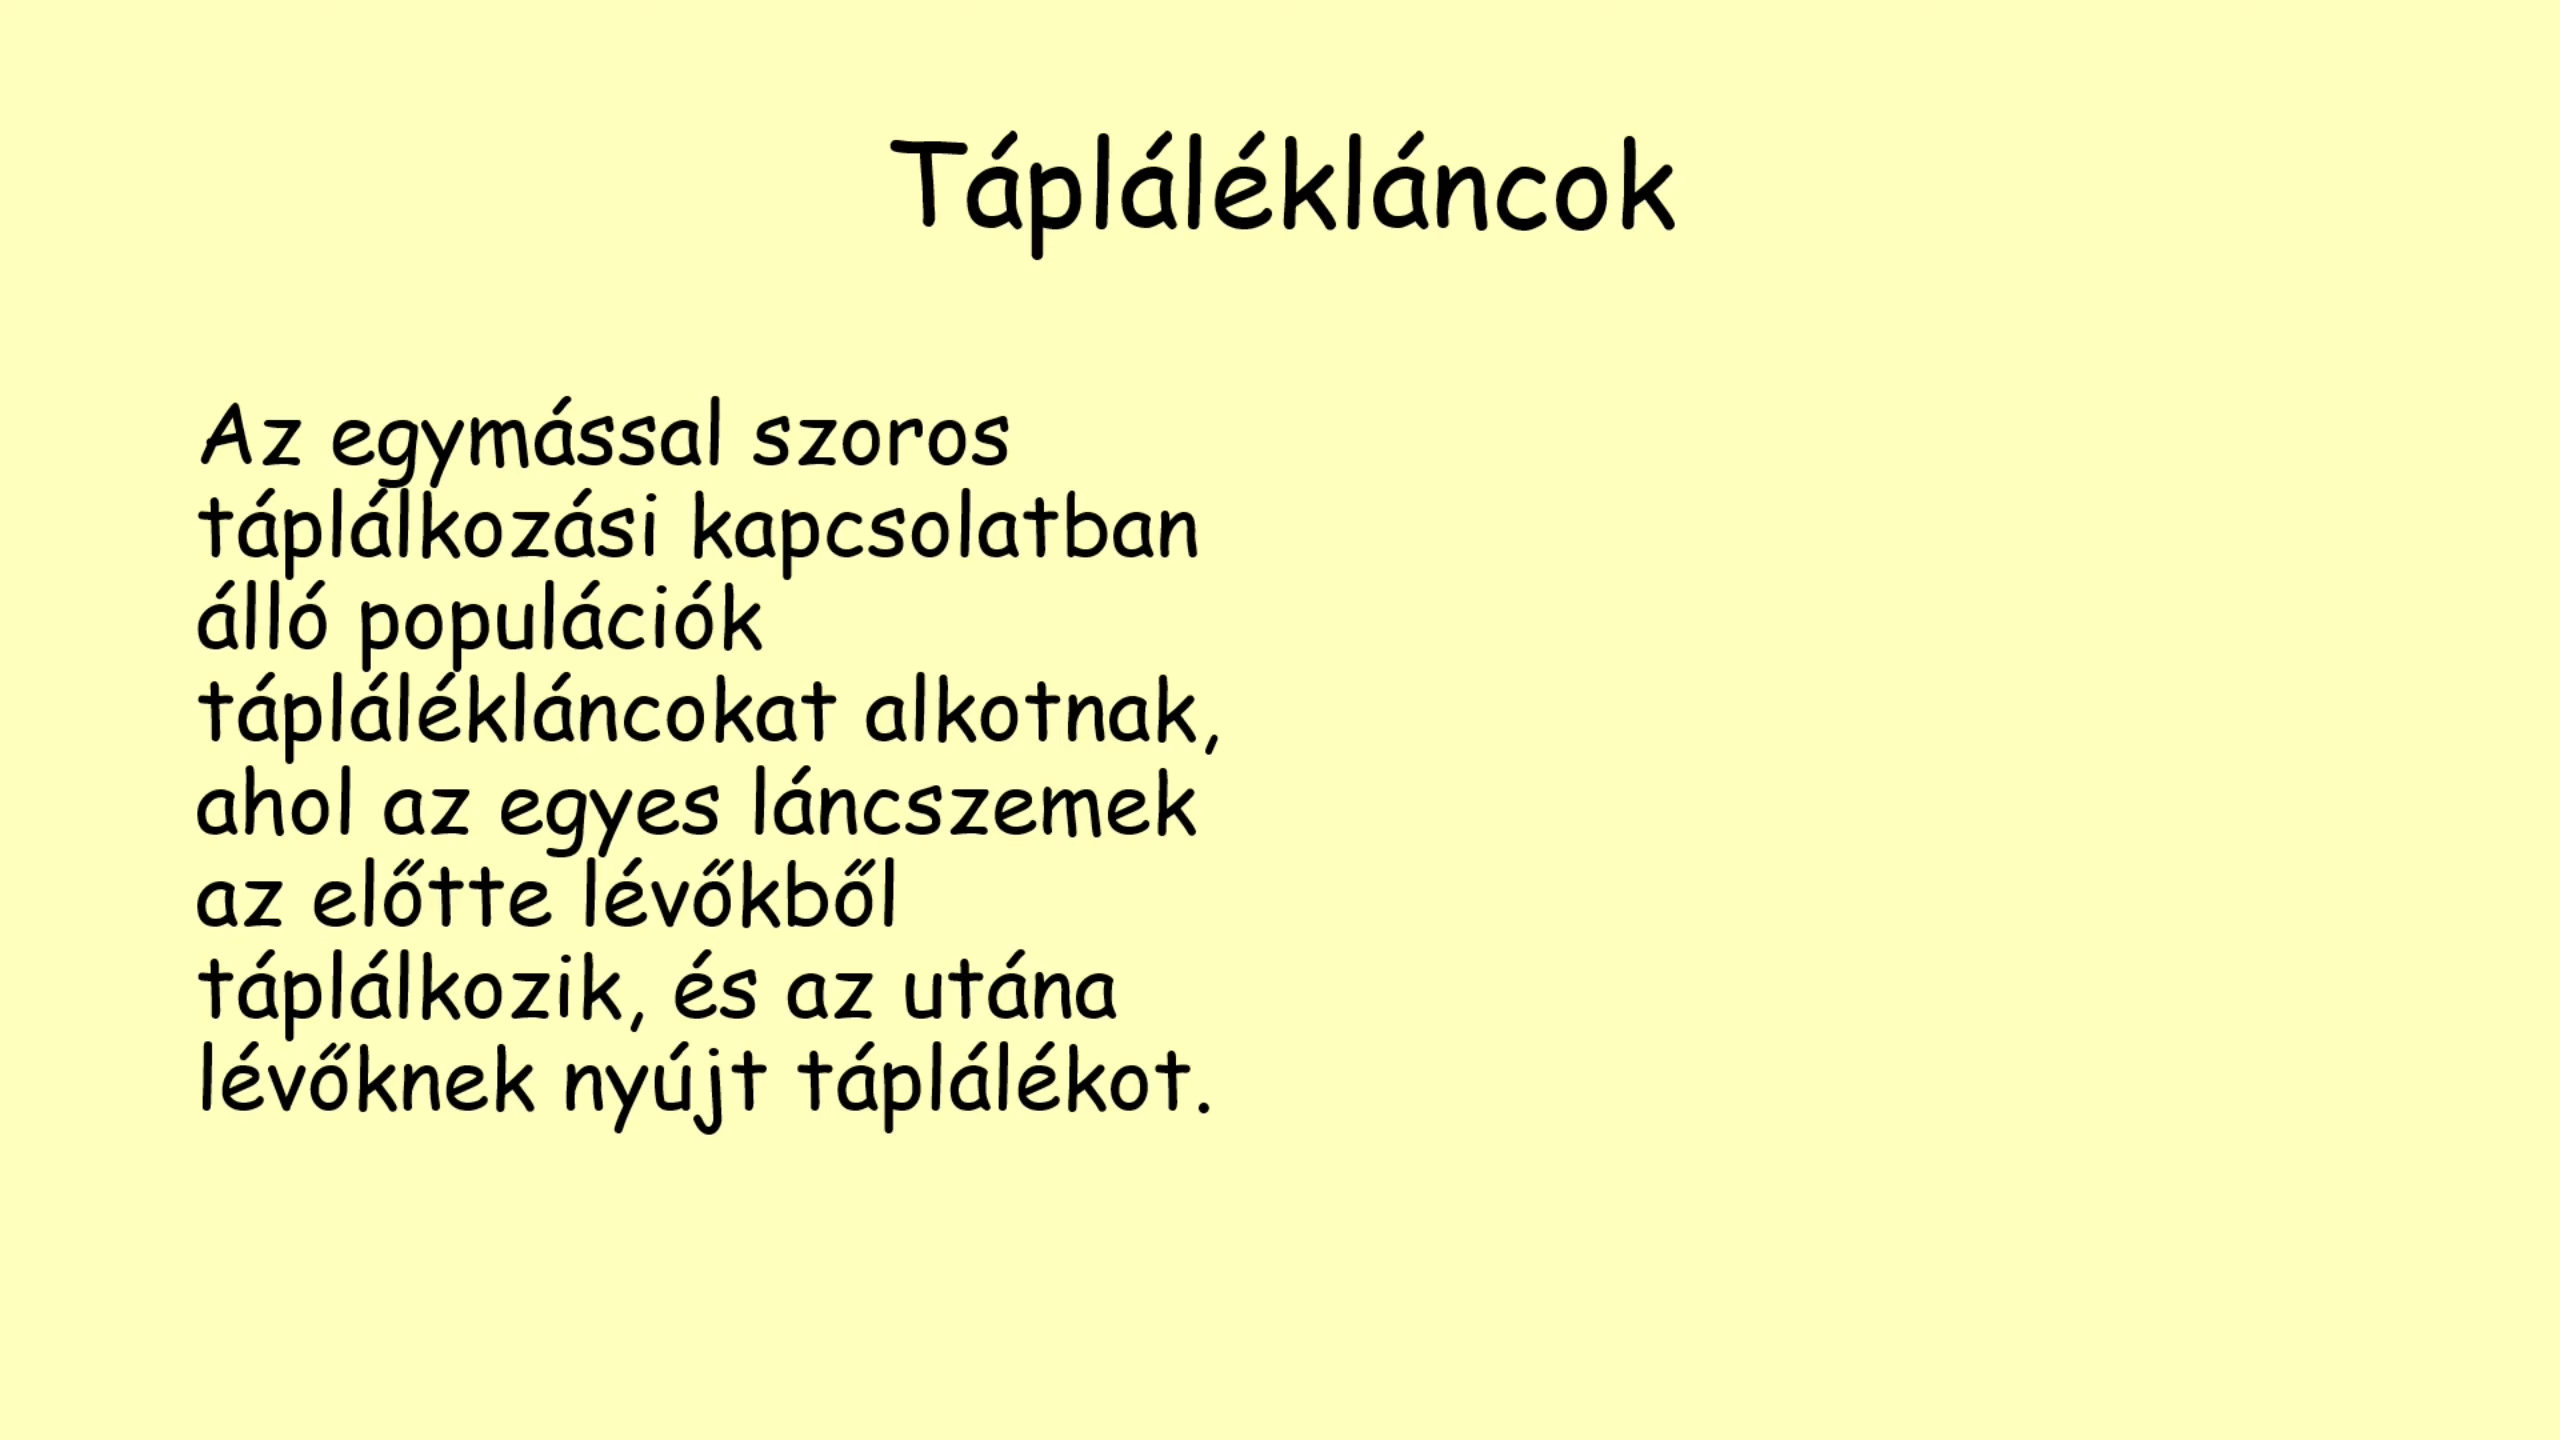 Táplálékláncok
Az egymással szoros
táplálkozási kapcsolatban
álló populációk
táplálékláncokat alkotnak,
ahol az egyes láncszemek
az előtte lévőkből
táplálkozik, és az utána
lévőknek nyújt táplálékot.